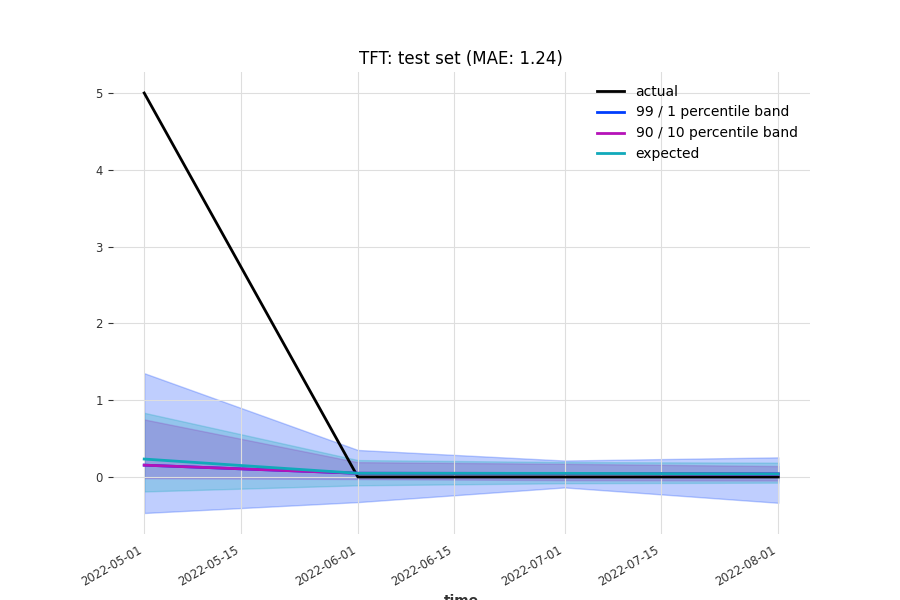 TFT: test set (MAE: 1.24)
actual
99 / 1 percentile band
90 / 10 percentile band
expected
5
4
3
2
1
0
2022-05-01
2022-05-15
2022-06-01
2022-06-15
2022-07-01
2022-07-15
2022-08-01
time